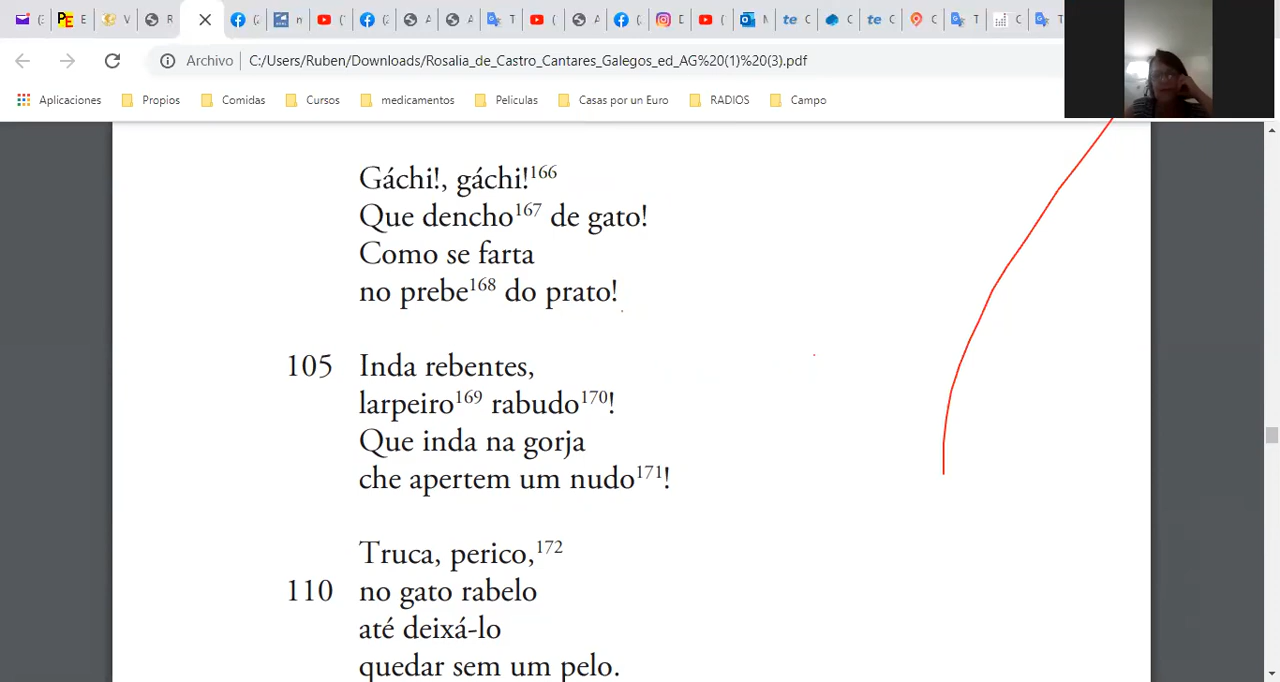 Archivo C:/Users/Ruben/Downloads/Rosalia_de_Castro_Cantares_Galegos_ed_AG%20(1)%20(3).pdf
Aplicaciones Propios Comidas Cursos medicamentos Peliculas Casas por un Euro RADIOS Campo
Gáchi!, gáchi!166
Que dencho167 de gato!
Como se farta
no prebe168 do prato!
105 Inda rebentes,
larpeiro169 rabudo170!
Que inda na gorja
che apertem um nudo171!
Truca, perico,172
110 no gato rabelo
até deixá-lo
quedar sem um pelo.